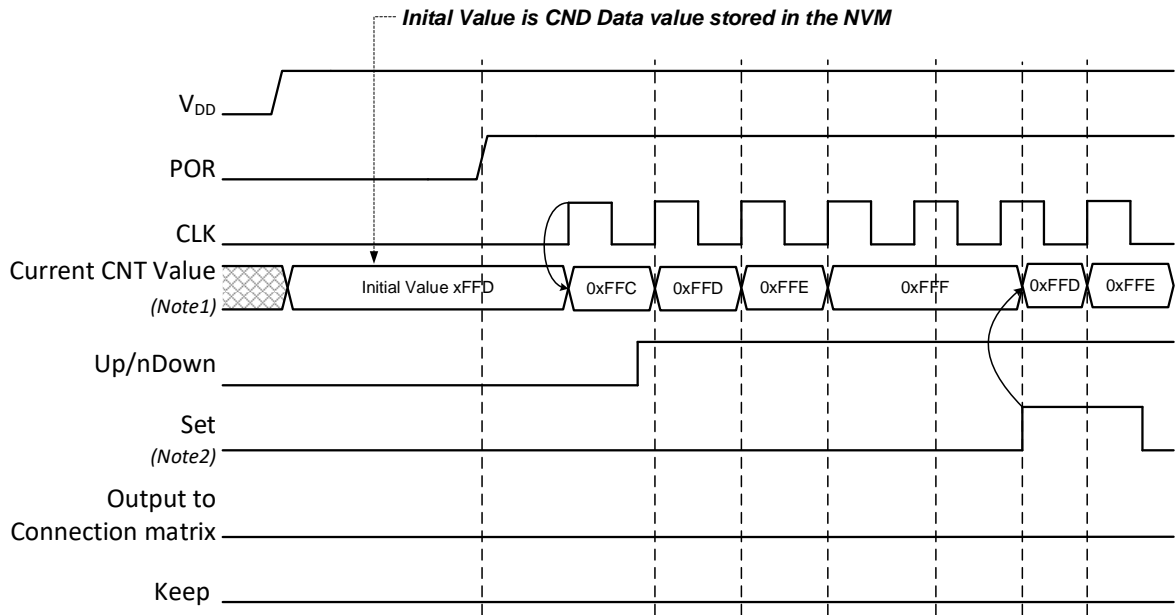 Inital Value is CND Data value stored in the NVM
VDD
POR
CLK
Current CNT Value
(Note1)
Initial Value xFFD
0xFFC
0xFFD
0xFFE
0xFFF
0xFFD
0xFFE
Up/nDown
Set
(Note2)
Output to
Connection matrix
Keep